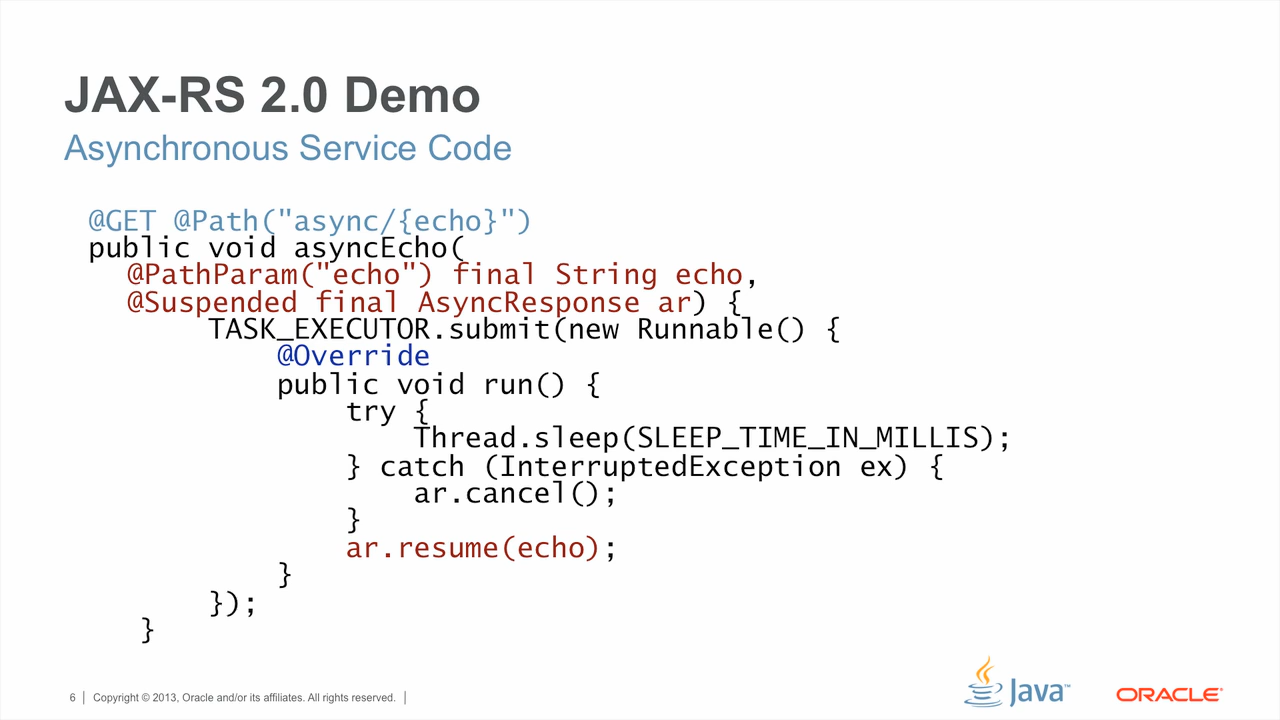 JAX-RS 2.0 Demo
Asynchronous Service Code
@GET @Path("async/{echo}")
public void asyncEcho(
@PathParam("echo") final String echo,
@Suspended final AsyncResponse ar) {
TASK_EXECUTOR.submit(new Runnable() {
@Override
public void run() {
try {
Thread.sleep(SLEEP_TIME_IN_MILLIS);
} catch (InterruptedException ex) {
ar.cancel();
}
ar.resume(echo);
}
});
}
6 | Copyright © 2013, Oracle and/or its affiliates. All rights reserved. |
Java™
ORACLE®